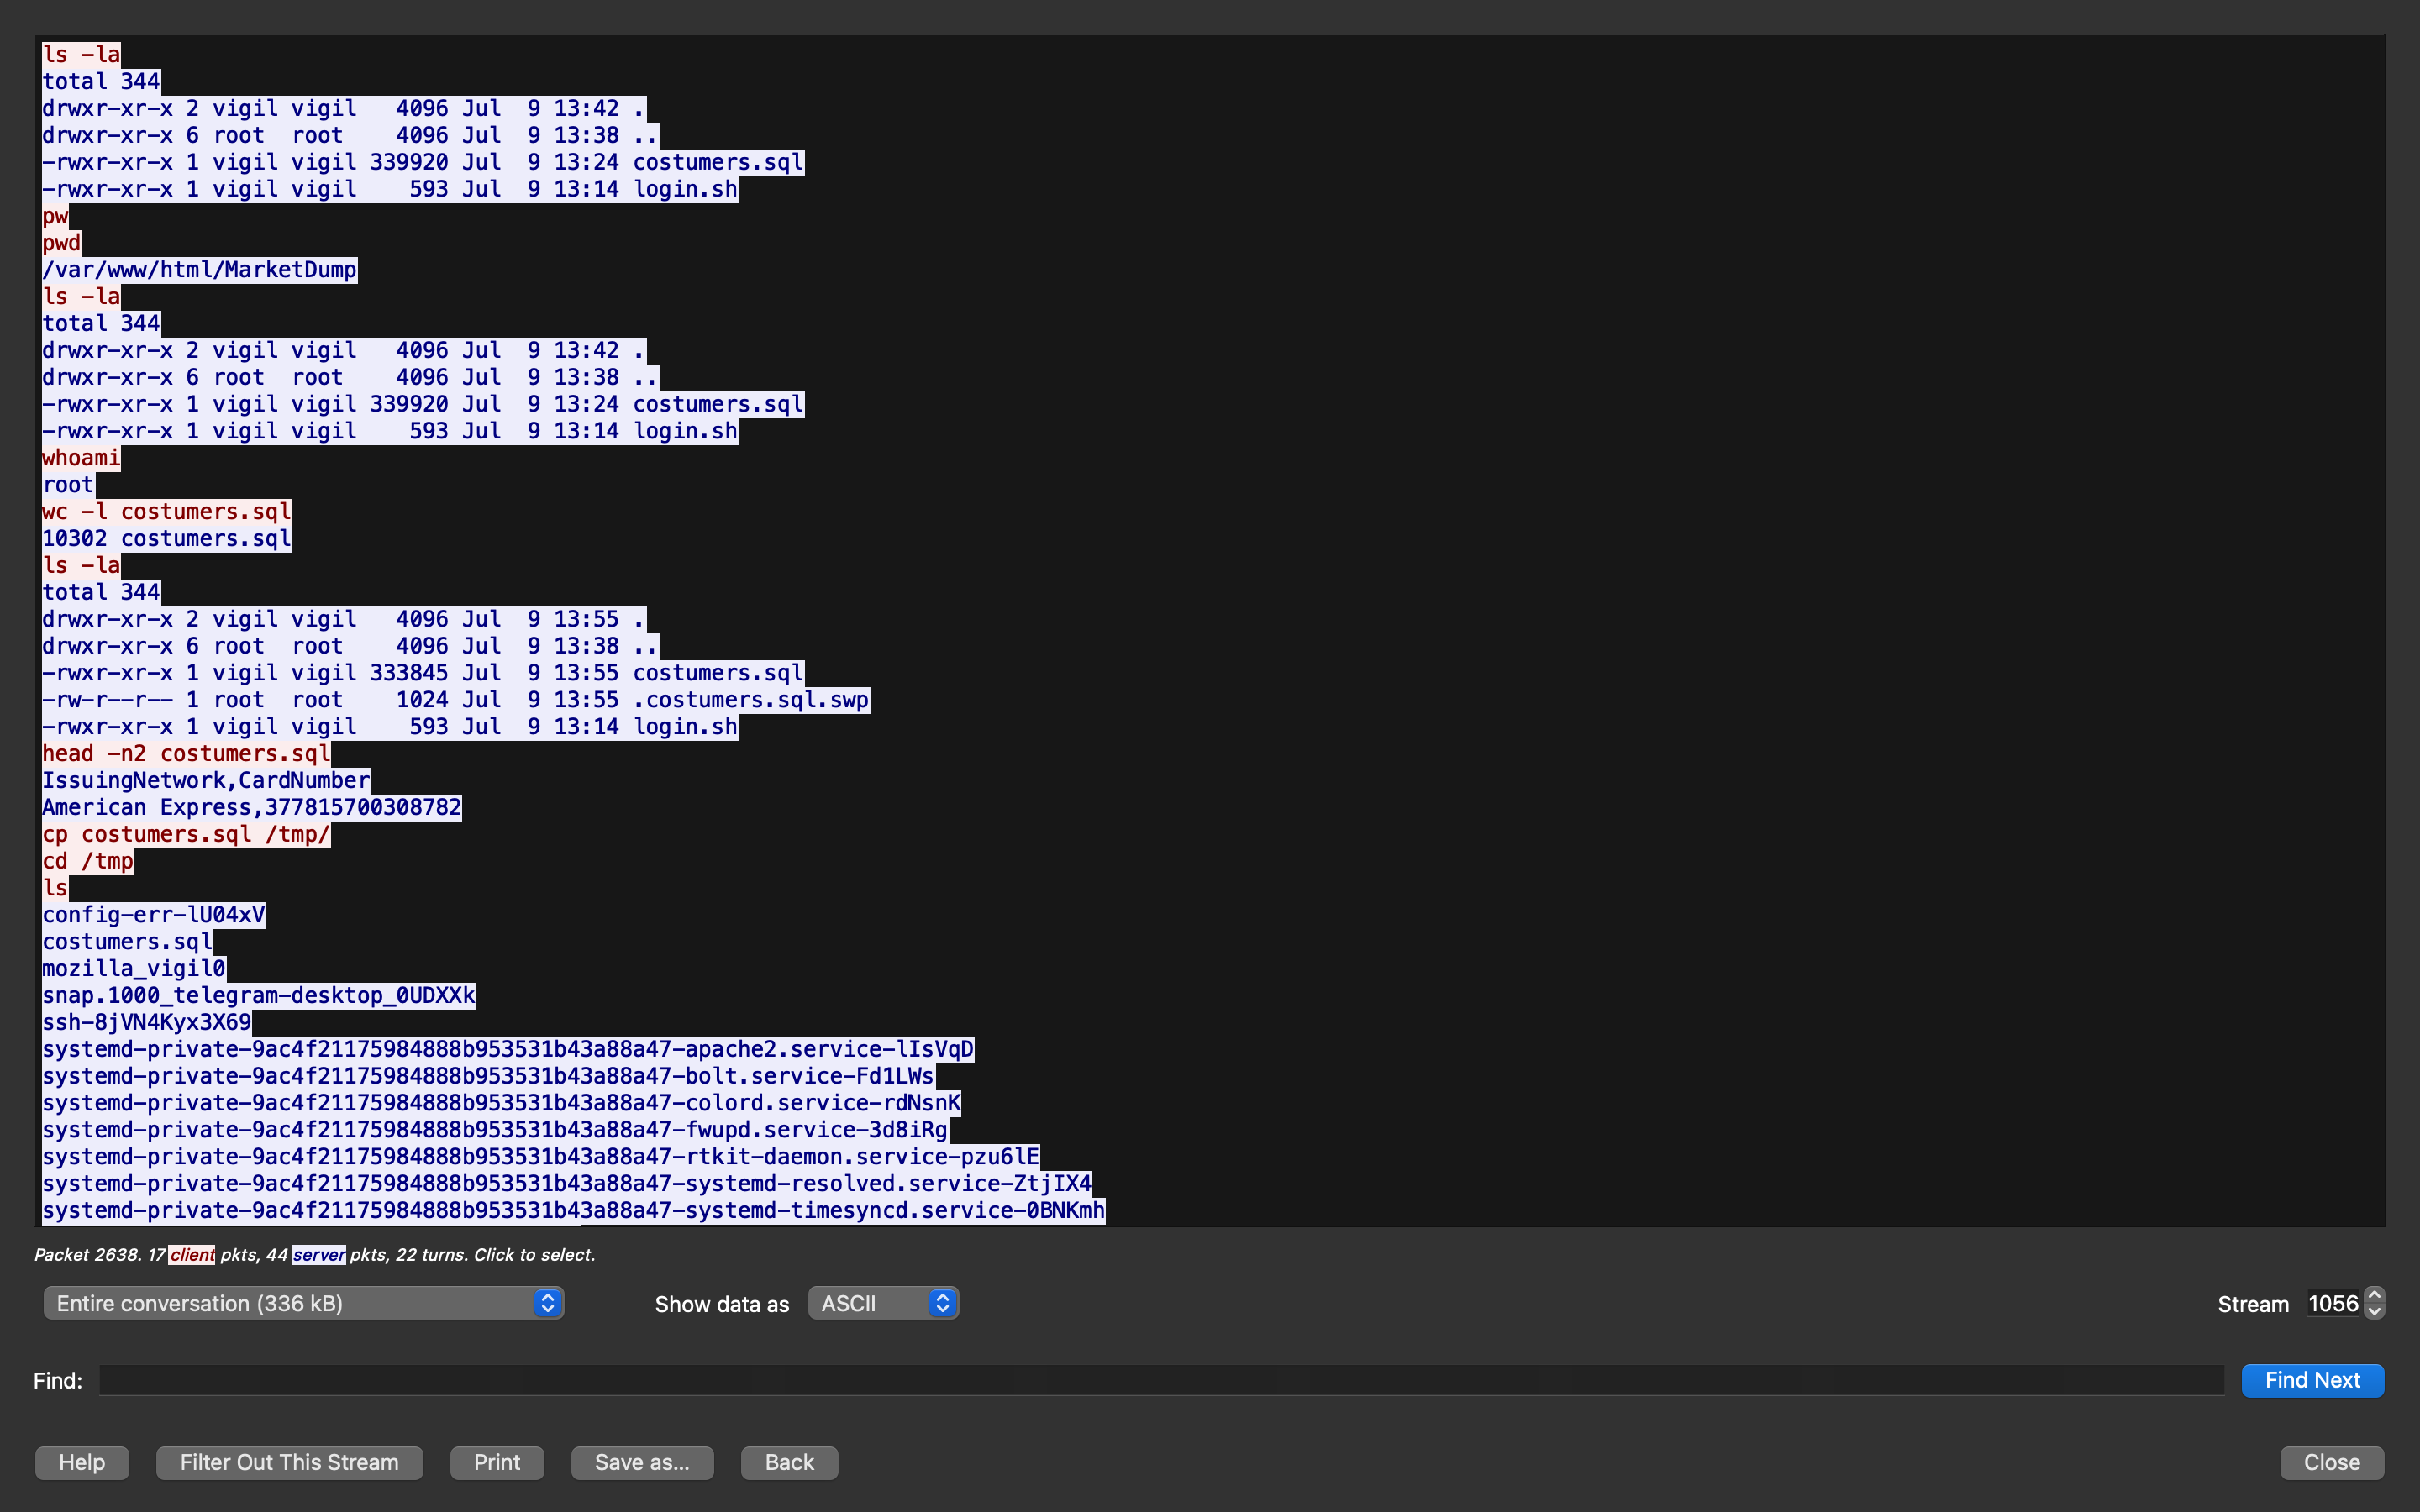 ls -la
total 344
drwxr-xr-x 2 vigil vigil   4096 Jul  9 13:42 .
drwxr-xr-x 6 root  root    4096 Jul  9 13:38 ..
-rwxr-xr-x 1 vigil vigil 339920 Jul  9 13:24 costumers.sql
-rwxr-xr-x 1 vigil vigil    593 Jul  9 13:14 login.sh
pw
pwd
/var/www/html/MarketDump
ls -la
total 344
drwxr-xr-x 2 vigil vigil   4096 Jul  9 13:42 .
drwxr-xr-x 6 root  root    4096 Jul  9 13:38 ..
-rwxr-xr-x 1 vigil vigil 339920 Jul  9 13:24 costumers.sql
-rwxr-xr-x 1 vigil vigil    593 Jul  9 13:14 login.sh
whoami
root
wc -l costumers.sql
10302 costumers.sql
ls -la
total 344
drwxr-xr-x 2 vigil vigil   4096 Jul  9 13:55 .
drwxr-xr-x 6 root  root    4096 Jul  9 13:38 ..
-rwxr-xr-x 1 vigil vigil 333845 Jul  9 13:55 costumers.sql
-rw-r--r-- 1 root  root    1024 Jul  9 13:55 .costumers.sql.swp
-rwxr-xr-x 1 vigil vigil    593 Jul  9 13:14 login.sh
head -n2 costumers.sql
IssuingNetwork,CardNumber
American Express,377815700308782
cp costumers.sql /tmp/
cd /tmp
ls
config-err-lU04xV
costumers.sql
mozilla_vigil0
snap.1000_telegram-desktop_0UDXXk
ssh-8jVN4Kyx3X69
systemd-private-9ac4f21175984888b953531b43a88a47-apache2.service-lIsVqD
systemd-private-9ac4f21175984888b953531b43a88a47-bolt.service-Fd1LWs
systemd-private-9ac4f21175984888b953531b43a88a47-colord.service-rdNsnK
systemd-private-9ac4f21175984888b953531b43a88a47-fwupd.service-3d8iRg
systemd-private-9ac4f21175984888b953531b43a88a47-rtkit-daemon.service-pzu6lE
systemd-private-9ac4f21175984888b953531b43a88a47-systemd-resolved.service-ZtjIX4
systemd-private-9ac4f21175984888b953531b43a88a47-systemd-timesyncd.service-0BNKmh
Packet 2638. 17 client pkts, 44 server pkts, 22 turns. Click to select.
Entire conversation (336 kB) Show data as ASCII Stream 1056
Find: Find Next
Help Filter Out This Stream Print Save as… Back Close